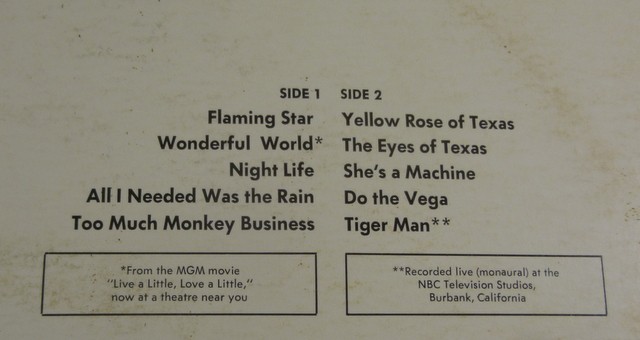 SIDE 1
Flaming Star
Wonderful World*
Night Life
All I Needed Was the Rain
Too Much Monkey Business
*From the MGM movie
"Live a Little, Love a Little,"
now at a theatre near you
SIDE 2
Yellow Rose of Texas
The Eyes of Texas
She's a Machine
Do the Vega
Tiger Man**
**Recorded live (monaural) at the
NBC Television Studios,
Burbank, California